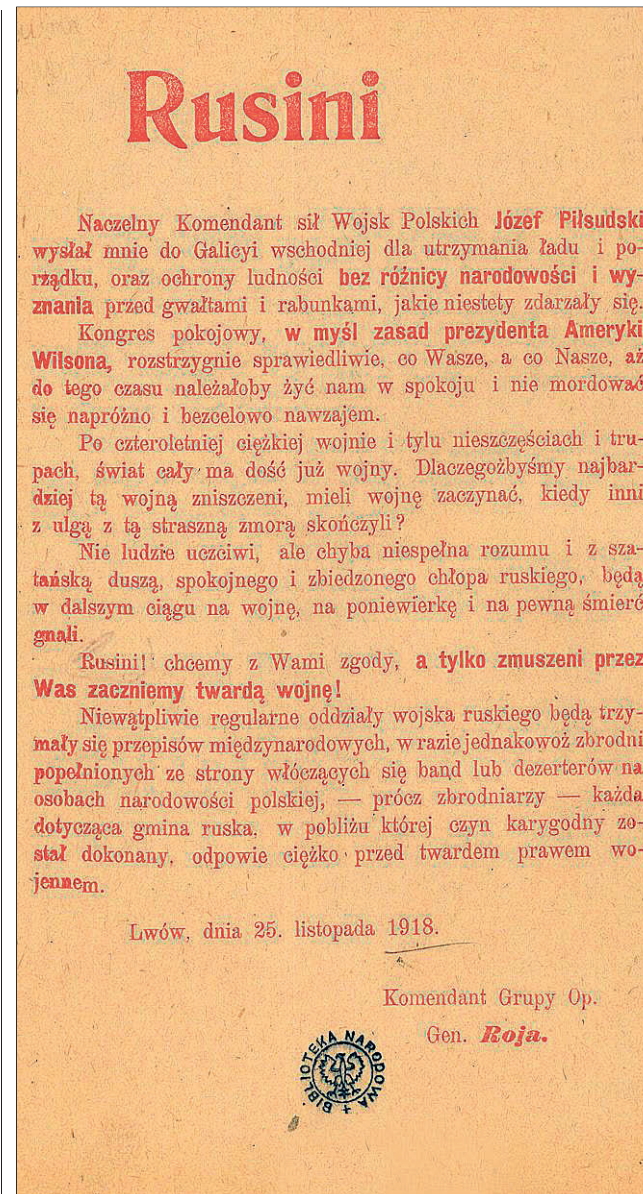 Rusini
Naczelny Komendant sił Wojsk Polskich Józef Piłsudski
wysłał mnie do Galicyi wschodniej dla utrzymania ładu i po-
rządku, oraz ochrony ludności bez różnicy narodowości i wy-
znania przed gwałtami i rabunkami, jakie niestety zdarzały się.
Kongres pokojowy, w myśl zasad prezydenta Ameryki
Wilsona, rozstrzygnie sprawiedliwie, co Wasze, a co Nasze, aż
do tego czasu należałoby żyć nam w spokoju i nie mordować
się napróżno i bezcelowo nawzajem.
Po czteroletniej ciężkiej wojnie i tylu nieszczęściach i tru-
pach, świat cały ma dość już wojny. Dlaczegożbyśmy najbar-
dziej tą wojną zniszczeni, mieli wojnę zaczynać, kiedy inni
z ulgą z tą straszną zmorą skończyli?
Nie ludzie uczciwi, ale chyba niespełna rozumu i z sza-
tańską duszą, spokojnego i zbiedzonego chłopa ruskiego, będą
w dalszym ciągu na wojnę, na poniewierkę i na pewną śmierć
gnali.
Rusini! chcemy z Wami zgody, a tylko zmuszeni przez
Was zaczniemy twardą wojnę!
Niewątpliwie regularne oddziały wojska ruskiego będą trzy-
mały się przepisów międzynarodowych, w razie jednakowoż zbrodni
popełnionych ze strony włóczących się band lub dezerterów na
osobach narodowości polskiej, — prócz zbrodniarzy — każda
dotycząca gmina ruska, w pobliżu której czyn karygodny zo-
stał dokonany, odpowie ciężko przed twardem prawem wo-
jennem.
Lwów, dnia 25. listopada 1918.
Komendant Grupy Op.
Gen. Roja.
BIBLIOTEKA NARODOWA